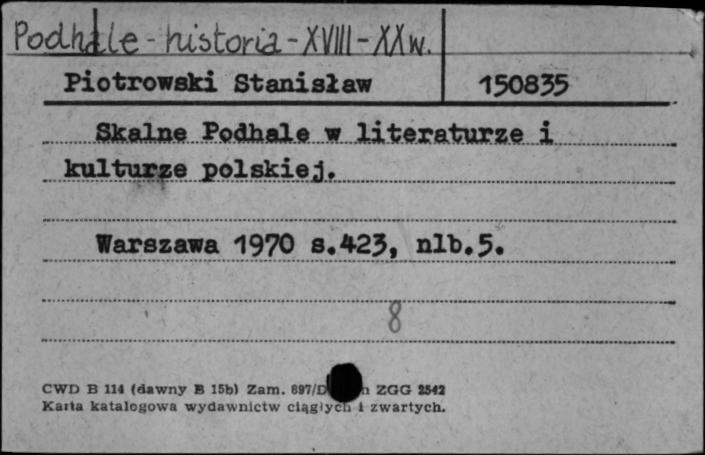 Podhale - historia - XVIII - XX w.
Piotrowski Stanisław 150835
Skalne Podhale w literaturze i
kulturze polskiej.
Warszawa 1970 s.423, nlb.5.
8
CWD B 114 (dawny B 15b) Zam. 897/D ZGG 2542
Karta katalogowa wydawnictw ciągłych i zwartych.